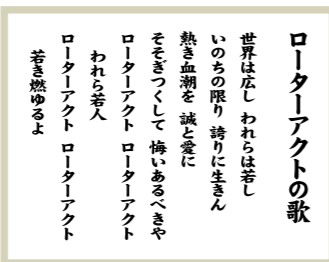 ローターアクトの歌
世界は広し われらは若し
いのちの限り 誇りに生きん
熱き血潮を 誠と愛に
そそぎつくして 悔いあるべきや
ローターアクト ローターアクト
われら若人
ローターアクト ローターアクト
若き燃ゆるよ